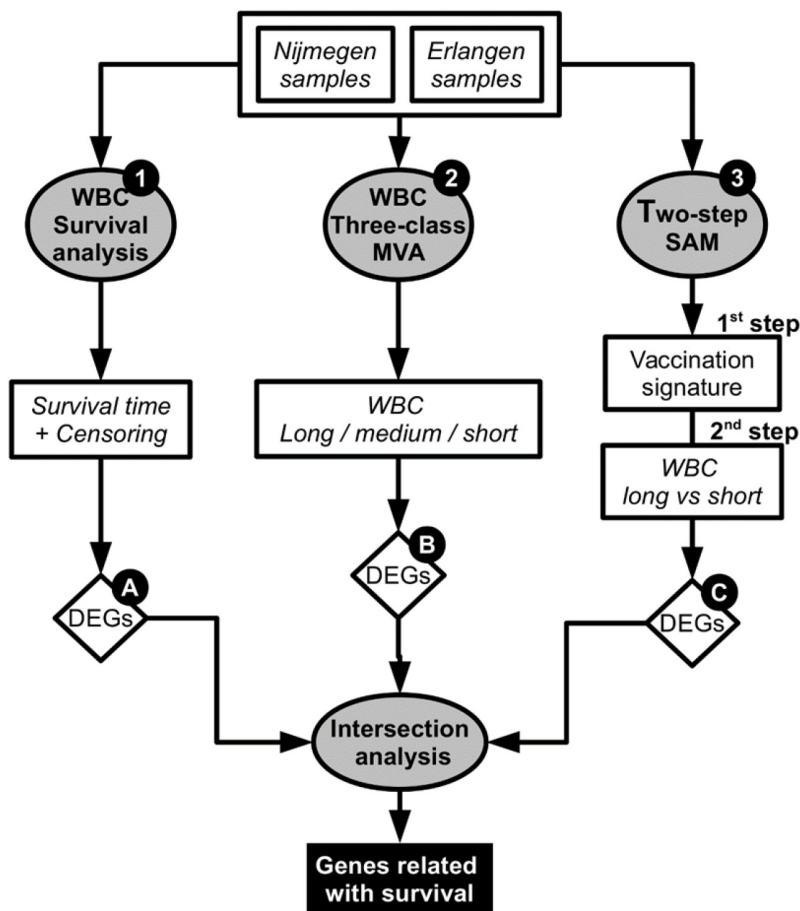 Nijmegen
samples
Erlangen
samples
1
WBC
Survival
analysis
2
WBC
Three-class
MVA
3
Two-step
SAM
1st step
Vaccination
signature
2nd step
Survival time
+ Censoring
WBC
Long / medium / short
WBC
long vs short
A
DEGs
B
DEGs
C
DEGs
Intersection
analysis
Genes related
with survival